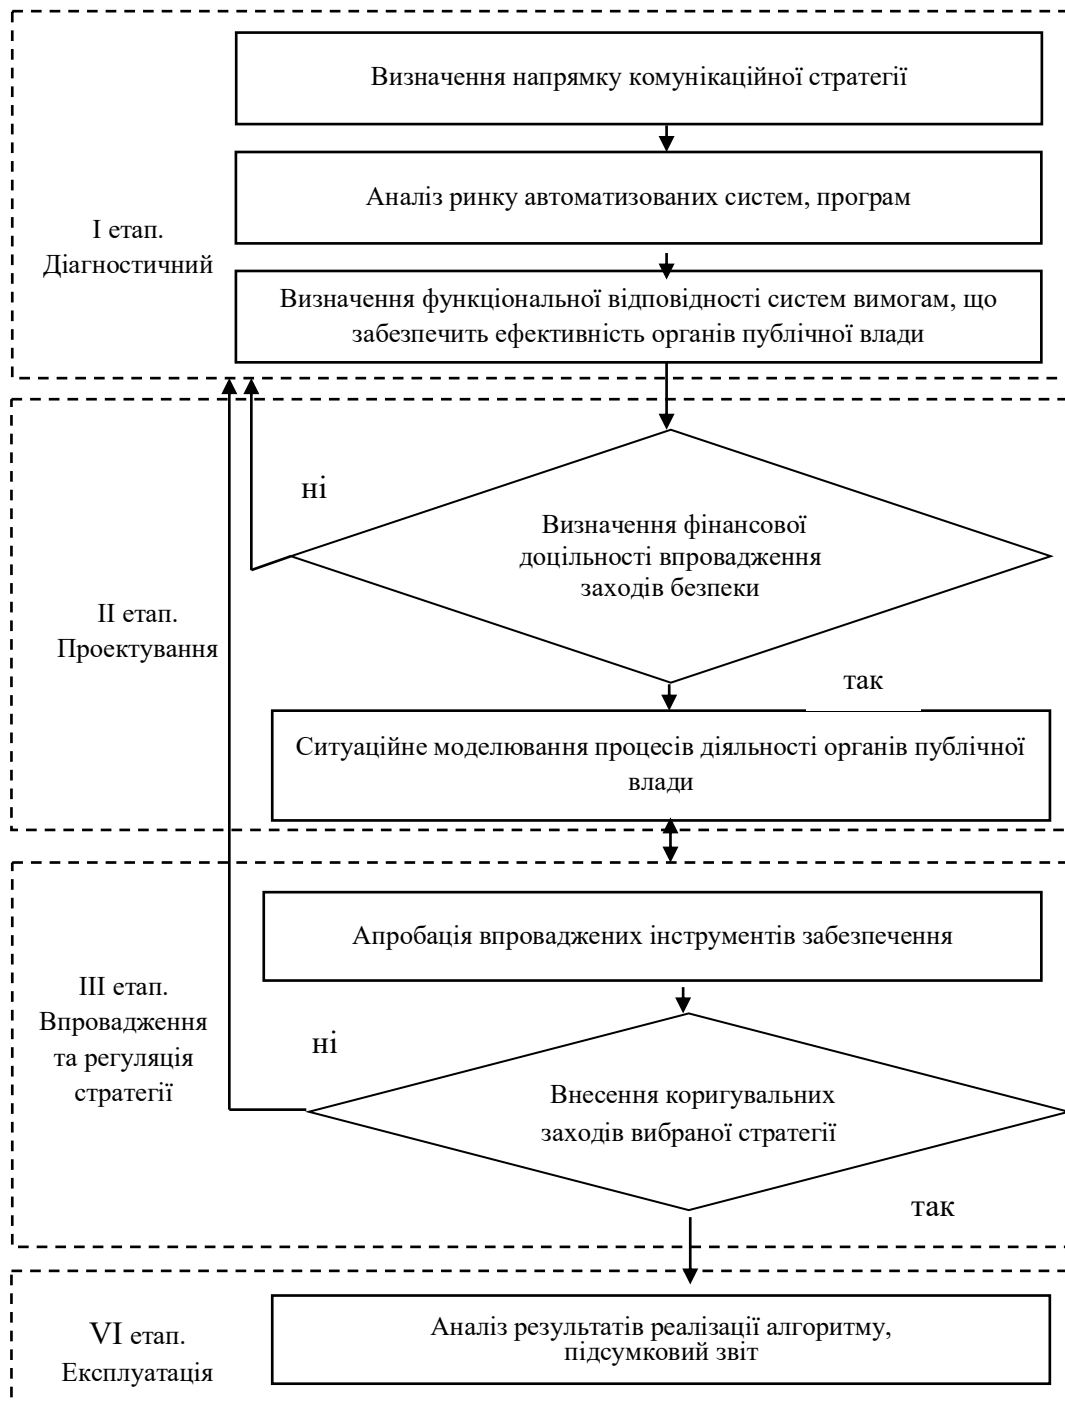 Визначення напрямку комунікаційної стратегії
Аналіз ринку автоматизованих систем, програм
І етап.
Діагностичний
Визначення функціональної відповідності систем вимогам, що
забезпечить ефективність органів публічної влади
ні
Визначення фінансової
доцільності впровадження
заходів безпеки
ІІ етап.
Проектування
так
Ситуаційне моделювання процесів діяльності органів публічної
влади
Апробація впроваджених інструментів забезпечення
ІІІ етап.
Впровадження
та регуляція
стратегії
ні
Внесення коригувальних
заходів вибраної стратегії
так
VI етап.
Експлуатація
Аналіз результатів реалізації алгоритму,
підсумковий звіт